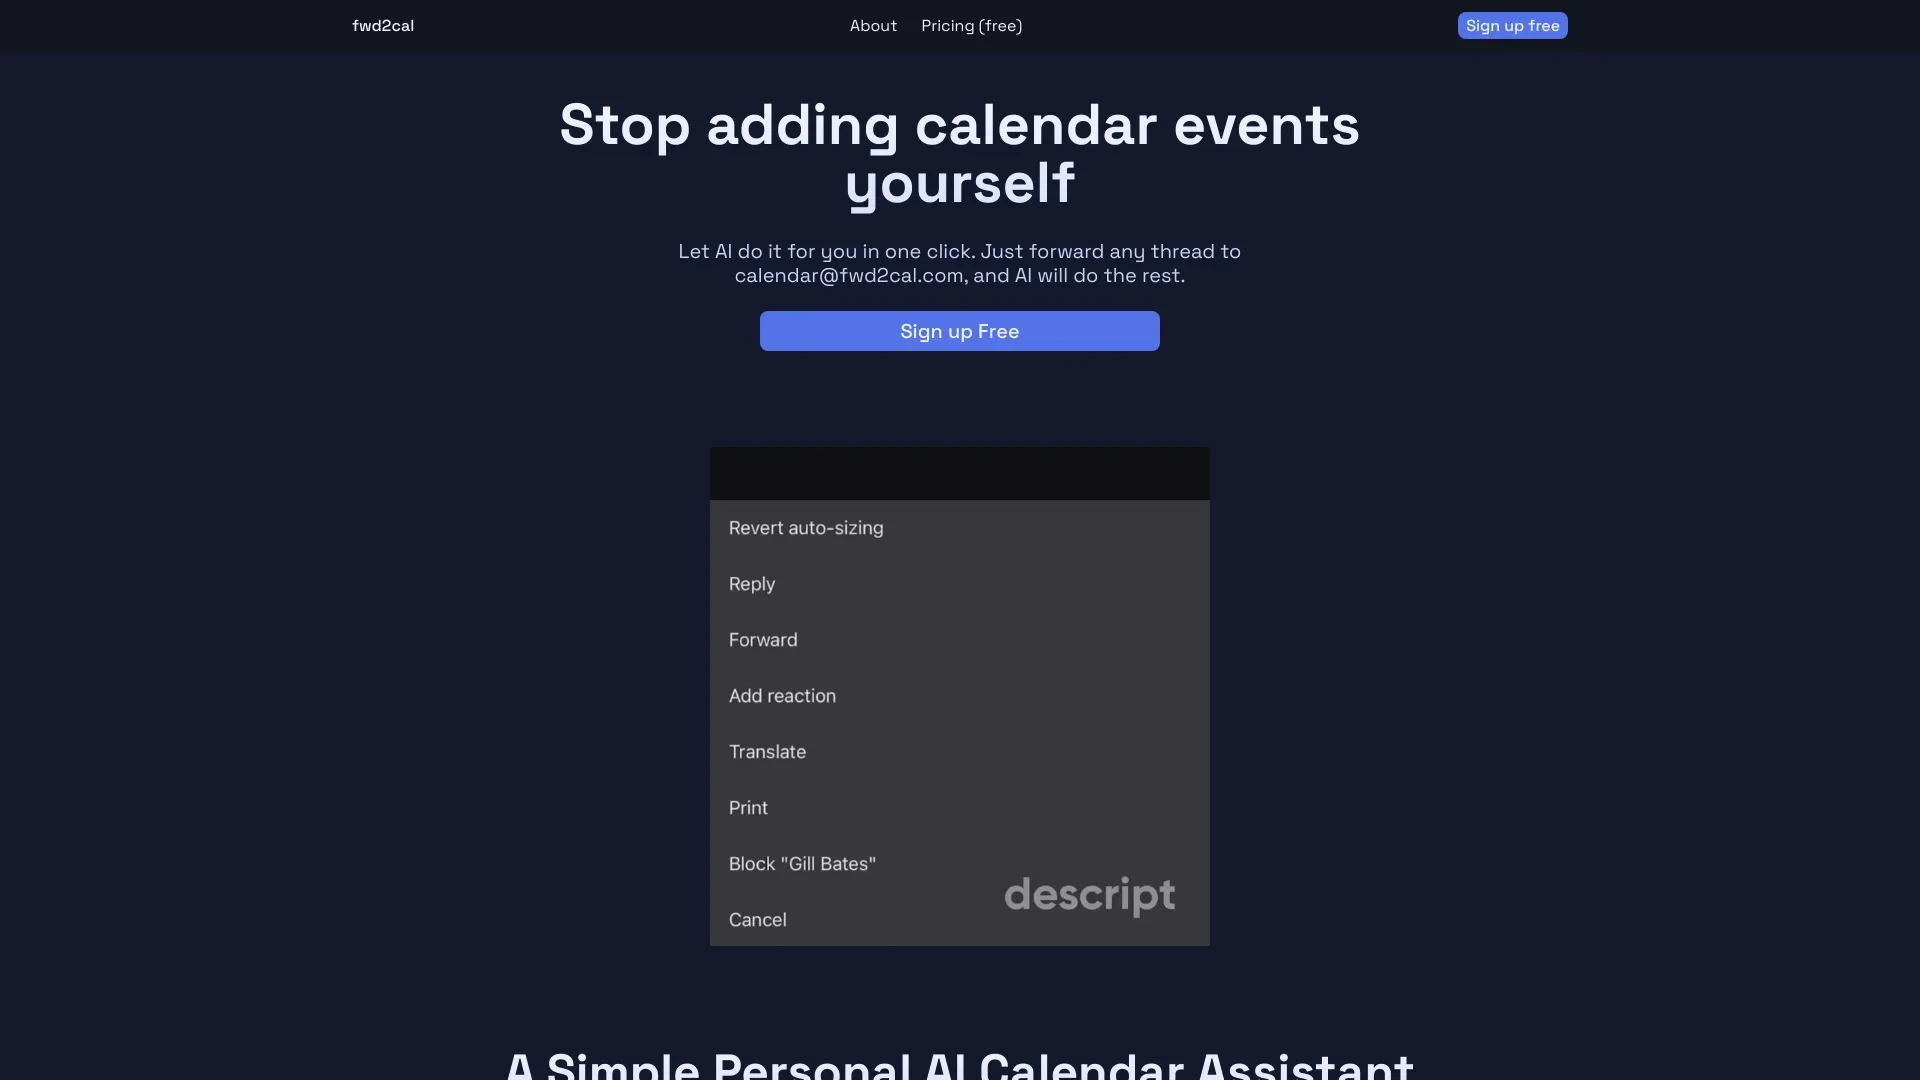 fwd2cal
About
Pricing (free)
Sign up free
Stop adding calendar events
yourself
Let AI do it for you in one click. Just forward any thread to
calendar@fwd2cal.com, and AI will do the rest.
Sign up Free
Revert auto-sizing
Reply
Forward
Add reaction
Translate
Print
Block "Gill Bates"
Cancel
descript
A Simple Personal AI Calendar Assistant